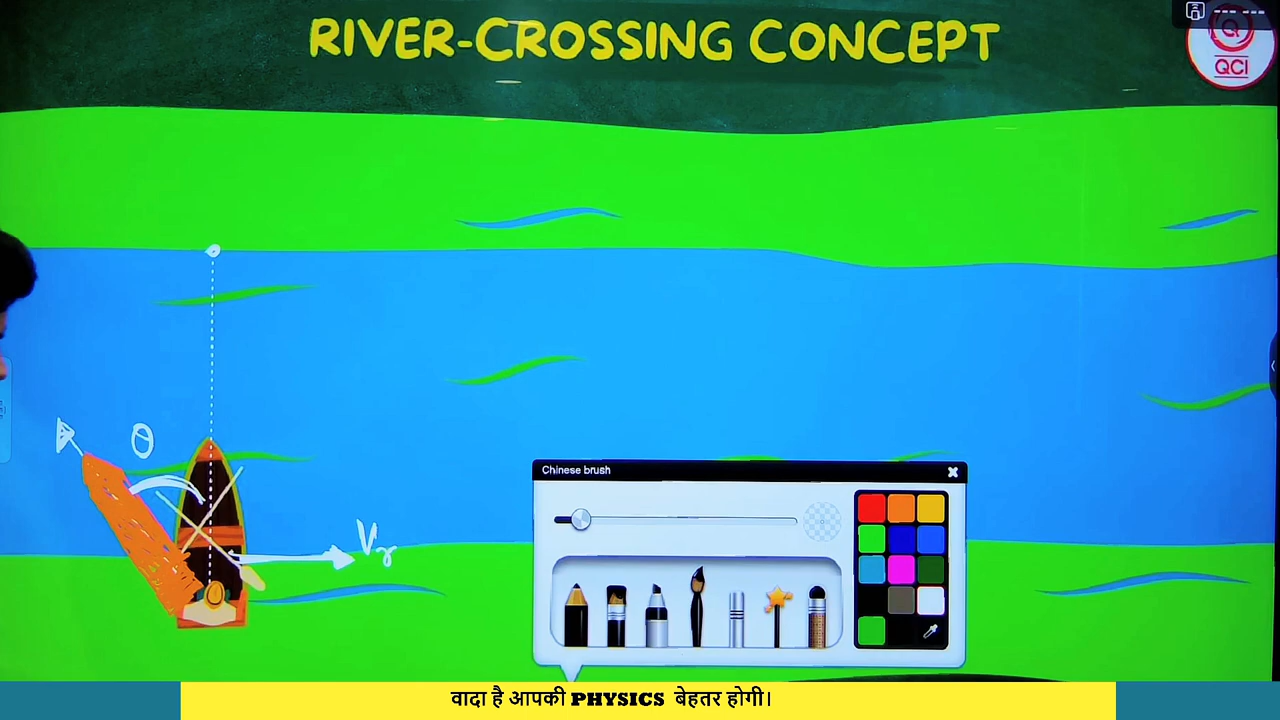 RIVER-CROSSING CONCEPT
QCI
θ
Vᵣ
Chinese brush
वादा है आपकी PHYSICS बेहतर होगी।